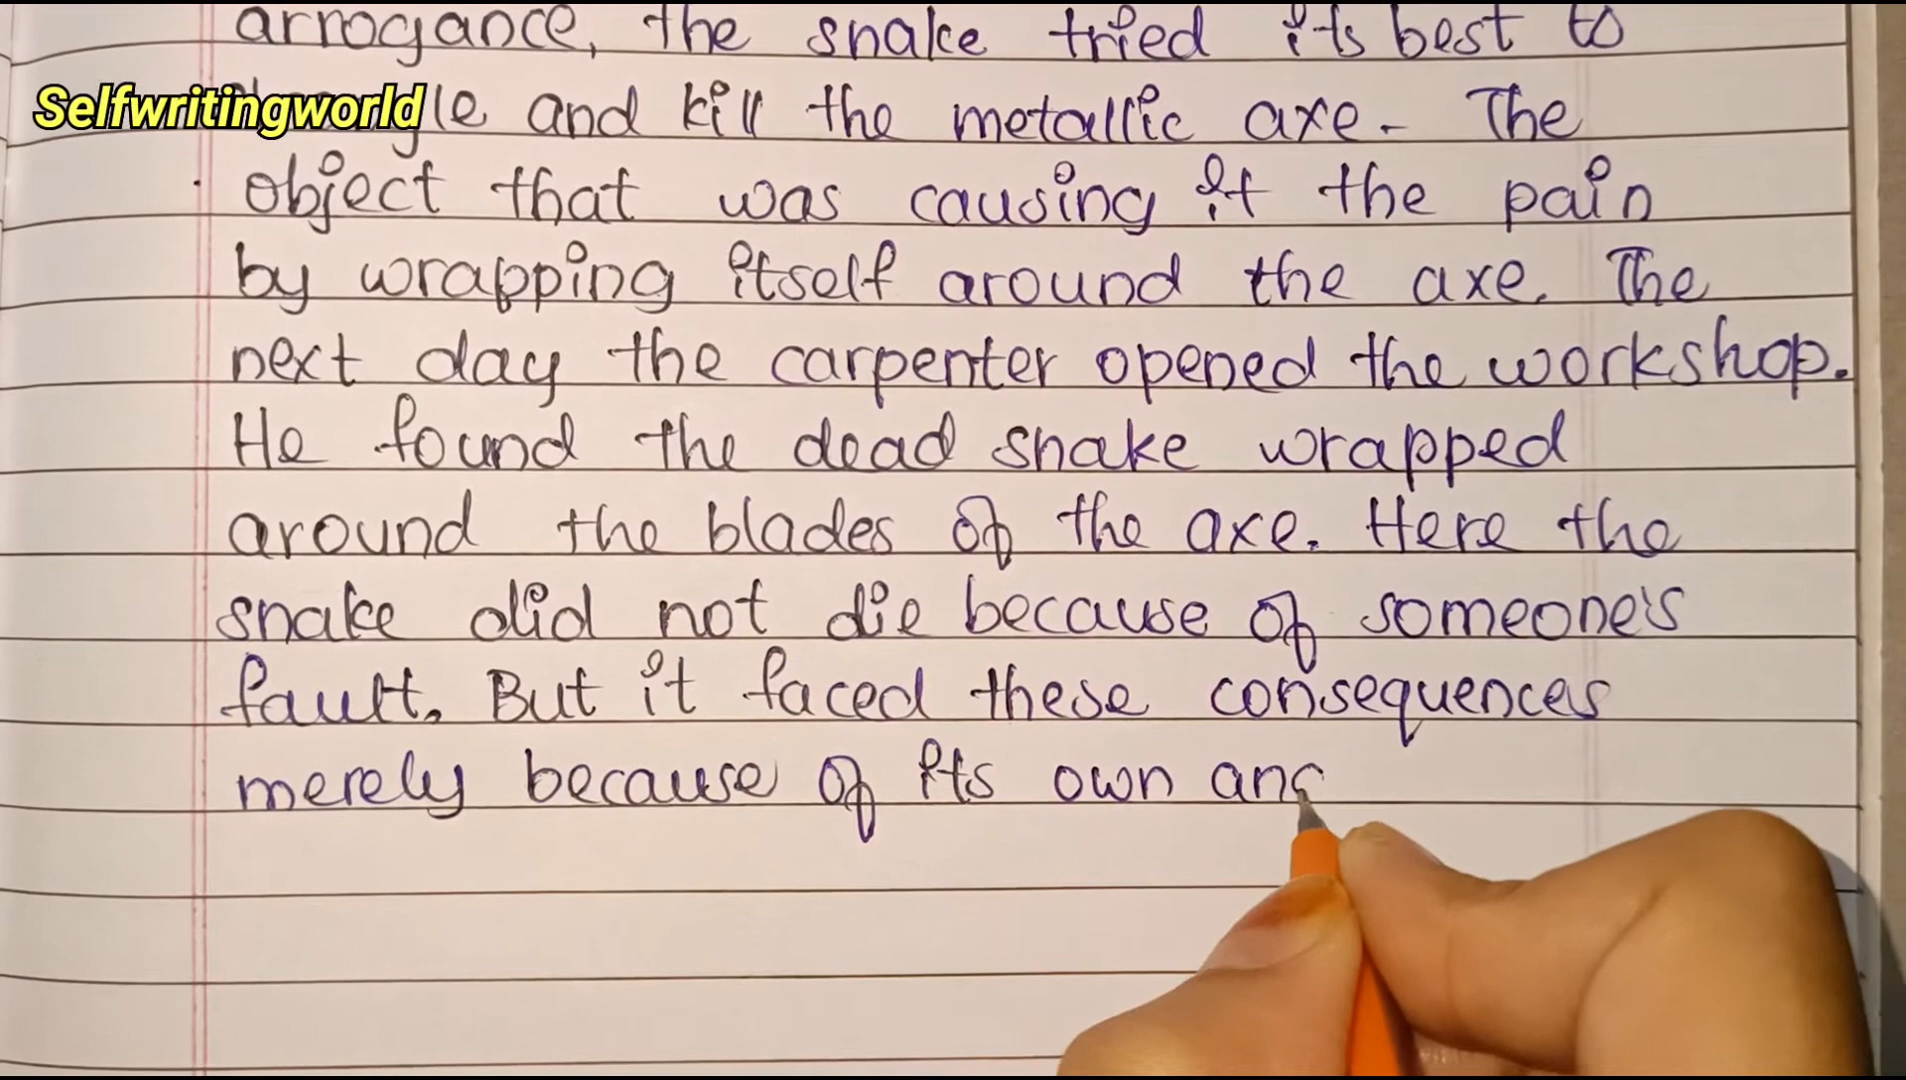 arrogance, the snake tried its best to
Selfwritingworld and kill the metallic axe. The
object that was causing it the pain
by wrapping itself around the axe. The
next day the carpenter opened the workshop.
He found the dead snake wrapped
around the blades of the axe. Here the
snake did not die because of someone's
fault. But it faced these consequences
merely because of its own ang